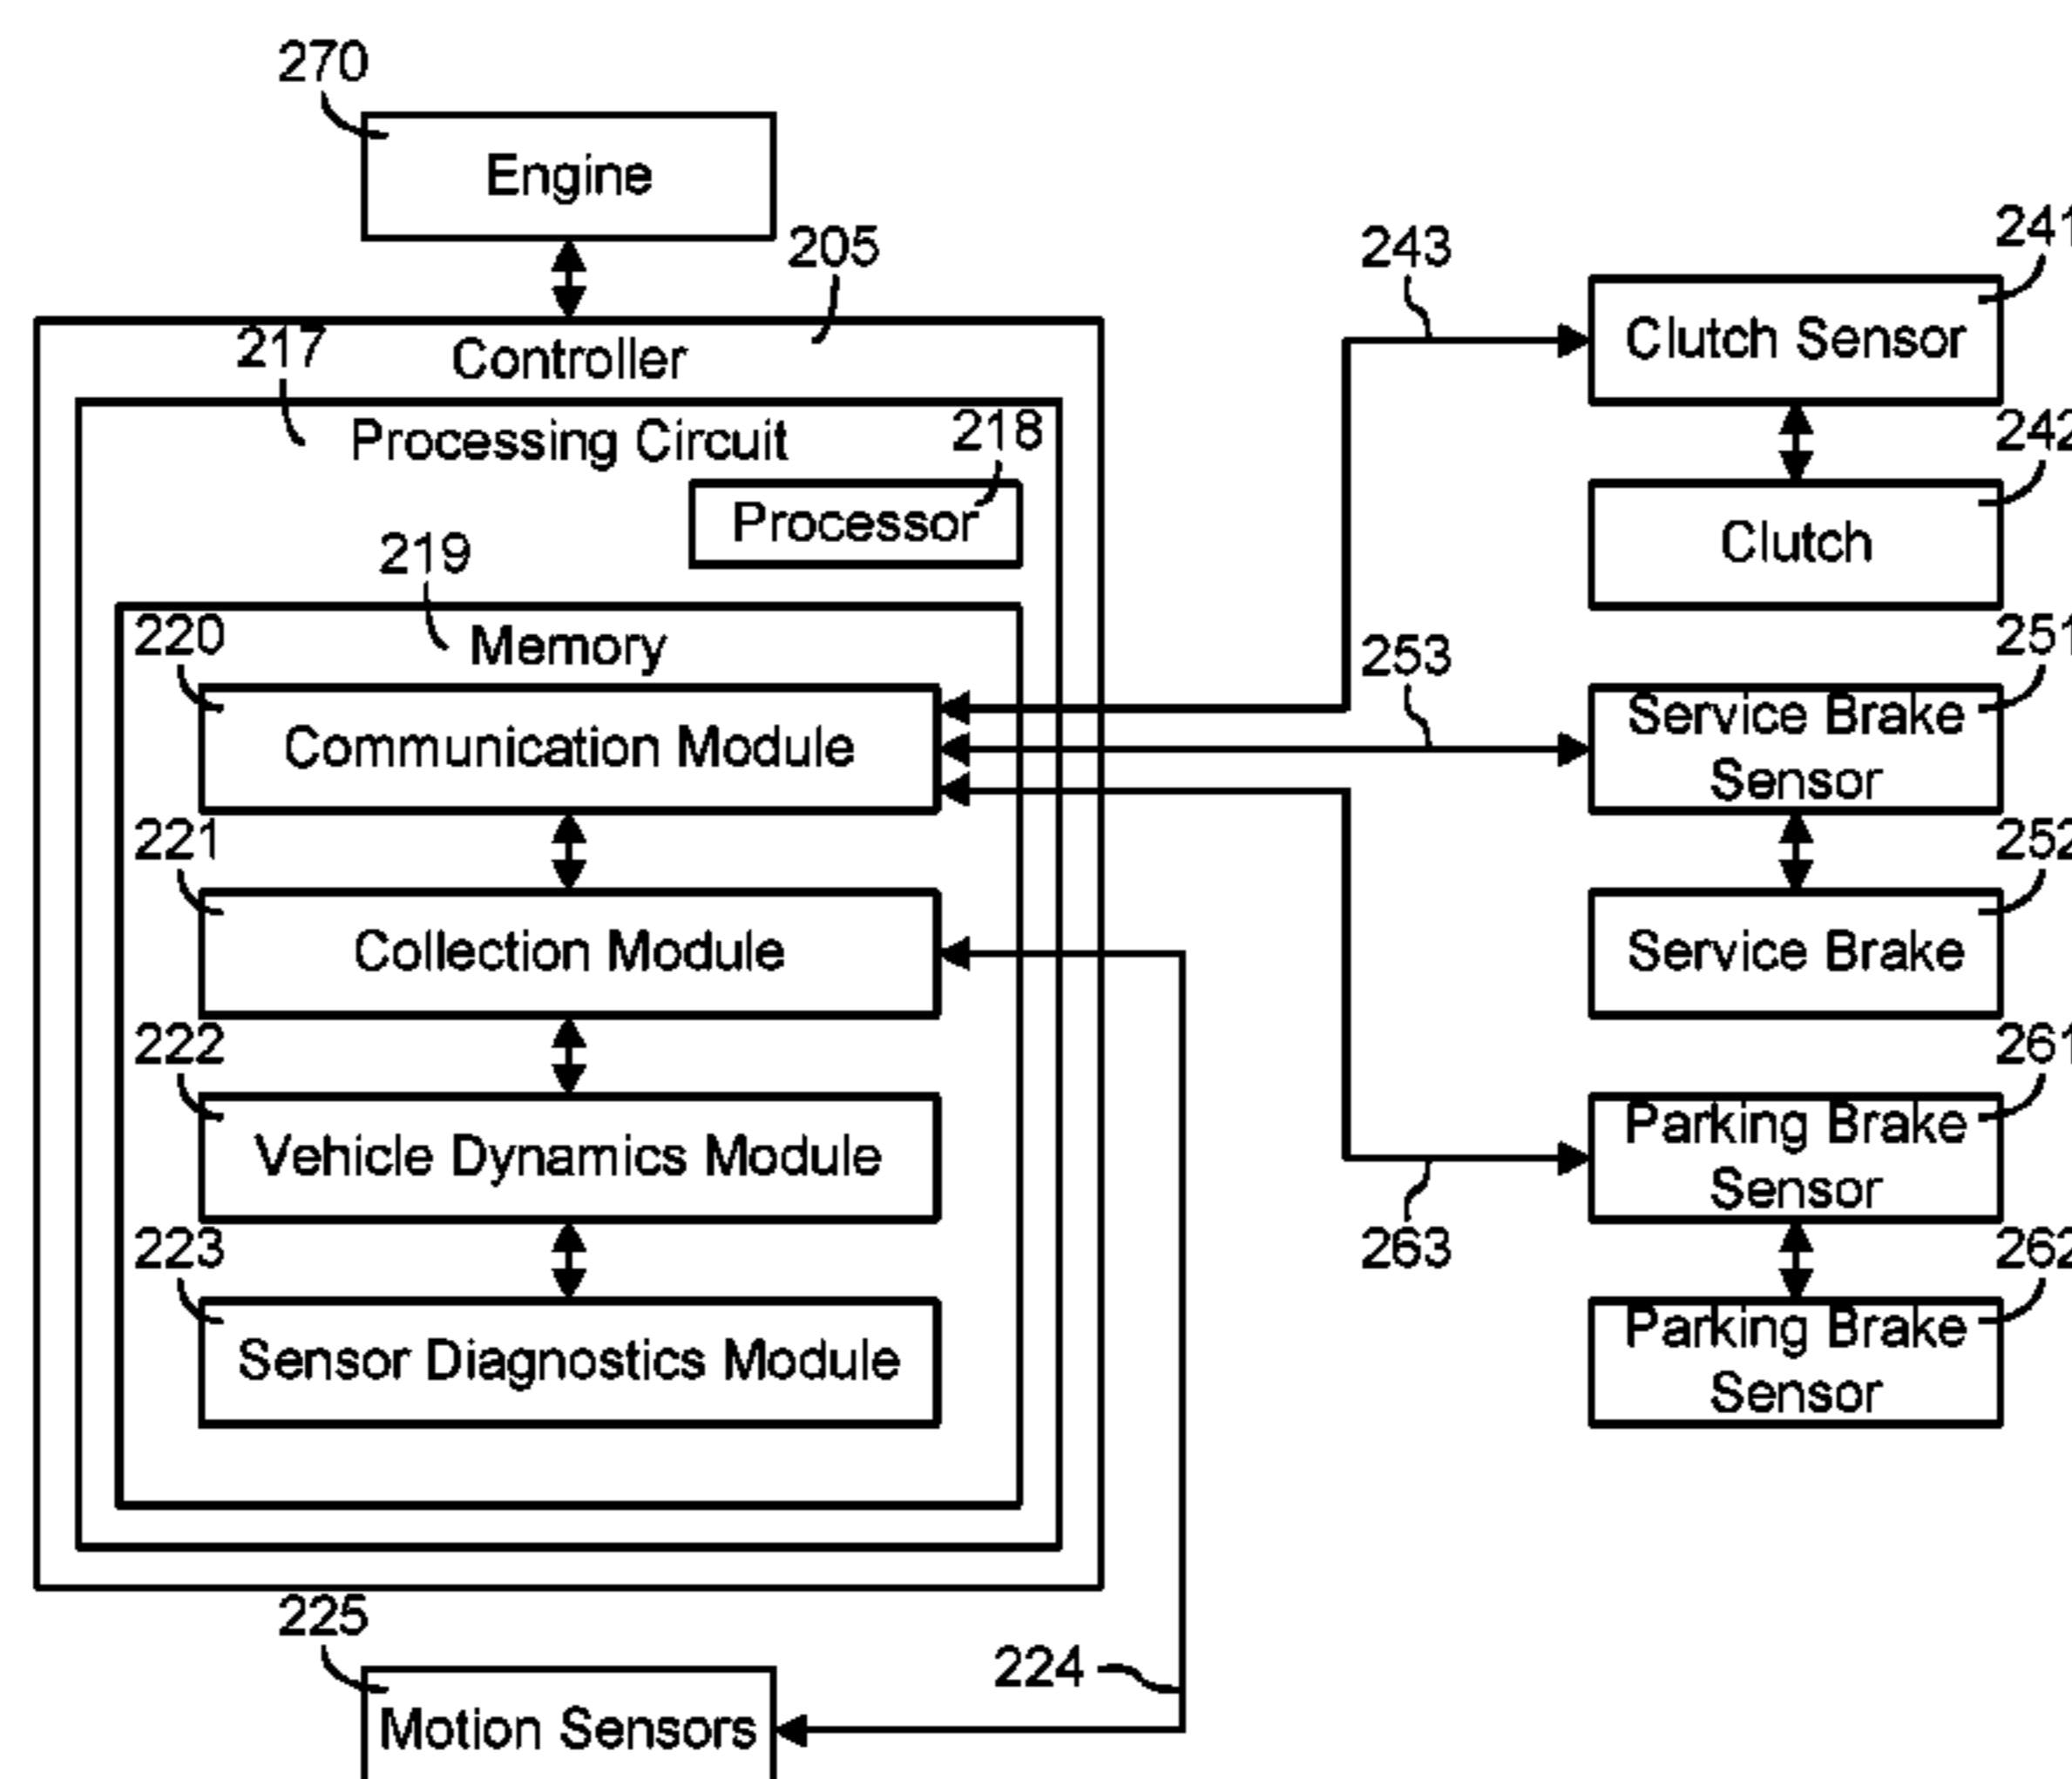 270
Engine
205
217
Controller
Processing Circuit
218
Processor
219
Memory
220
Communication Module
221
Collection Module
222
Vehicle Dynamics Module
223
Sensor Diagnostics Module
225
Motion Sensors
224
243
241
Clutch Sensor
242
Clutch
253
251
Service Brake
Sensor
252
Service Brake
263
261
Parking Brake
Sensor
262
Parking Brake
Sensor